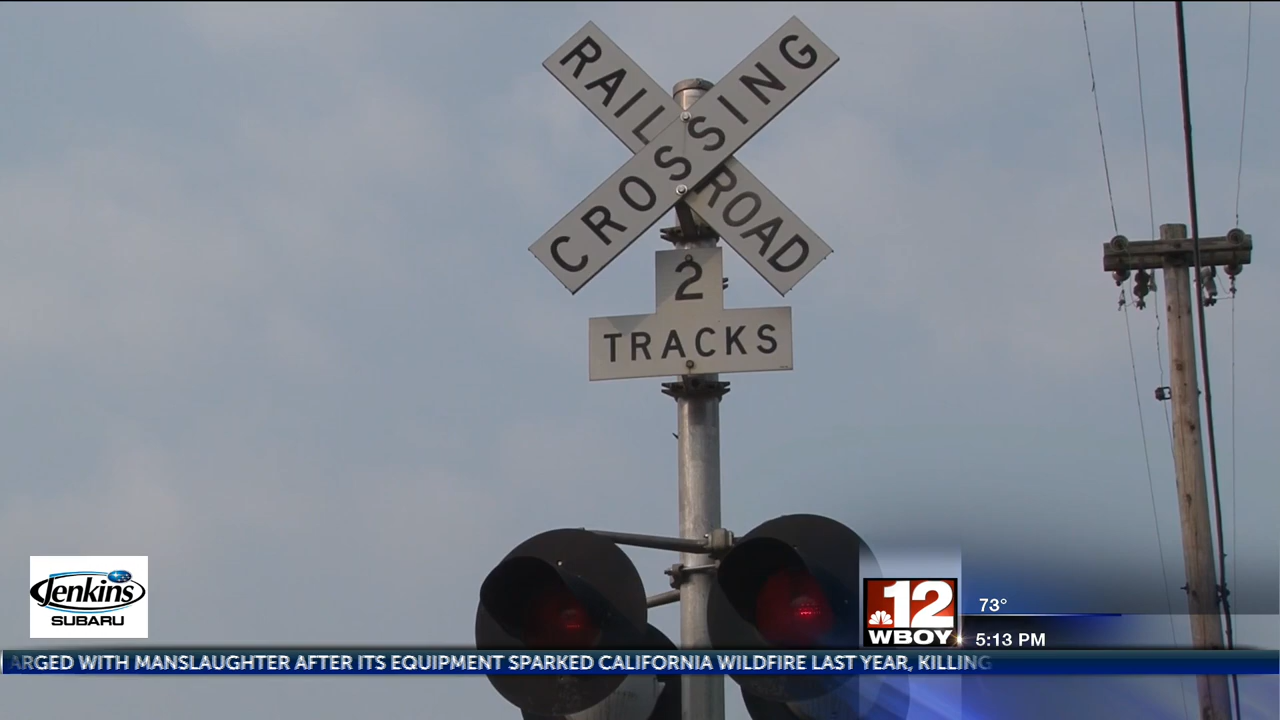 RAILROAD
CROSSING
2
TRACKS
Jenkins
SUBARU
12
WBOY
73°
5:13 PM
ARGED WITH MANSLAUGHTER AFTER ITS EQUIPMENT SPARKED CALIFORNIA WILDFIRE LAST YEAR, KILLING